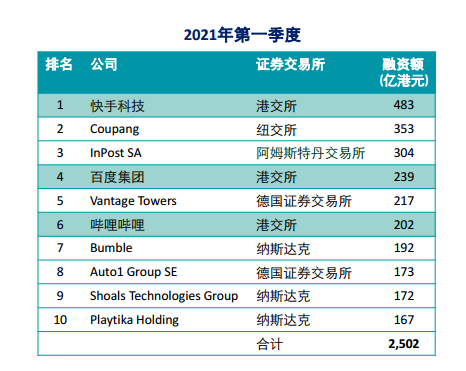 2021年第一季度
排名 公司 证券交易所 融资额
(亿港元)
1 快手科技 港交所 483
2 Coupang 纽交所 353
3 InPost SA 阿姆斯特丹交易所 304
4 百度集团 港交所 239
5 Vantage Towers 德国证券交易所 217
6 哔哩哔哩 港交所 202
7 Bumble 纳斯达克 192
8 Auto1 Group SE 德国证券交易所 173
9 Shoals Technologies Group 纳斯达克 172
10 Playtika Holding 纳斯达克 167
合计 2,502